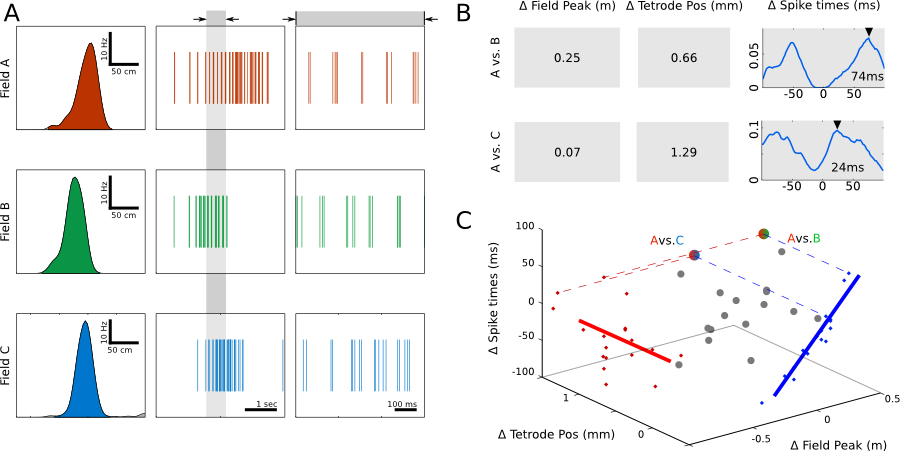 A
Field A
10 Hz
50 cm
Field B
10 Hz
50 cm
Field C
10 Hz
50 cm
1 sec
100 ms
B
Δ Field Peak (m)
Δ Tetrode Pos (mm)
Δ Spike times (ms)
A vs. B
0.25
0.66
0.05
0
74ms
-50
0
50
A vs. C
0.07
1.29
0.1
0
24ms
-50
0
50
C
Avs.C
Avs.B
Δ Spike times (ms)
100
50
0
-50
-100
1
0
Δ Tetrode Pos (mm)
-0.5
0
0.5
Δ Field Peak (m)